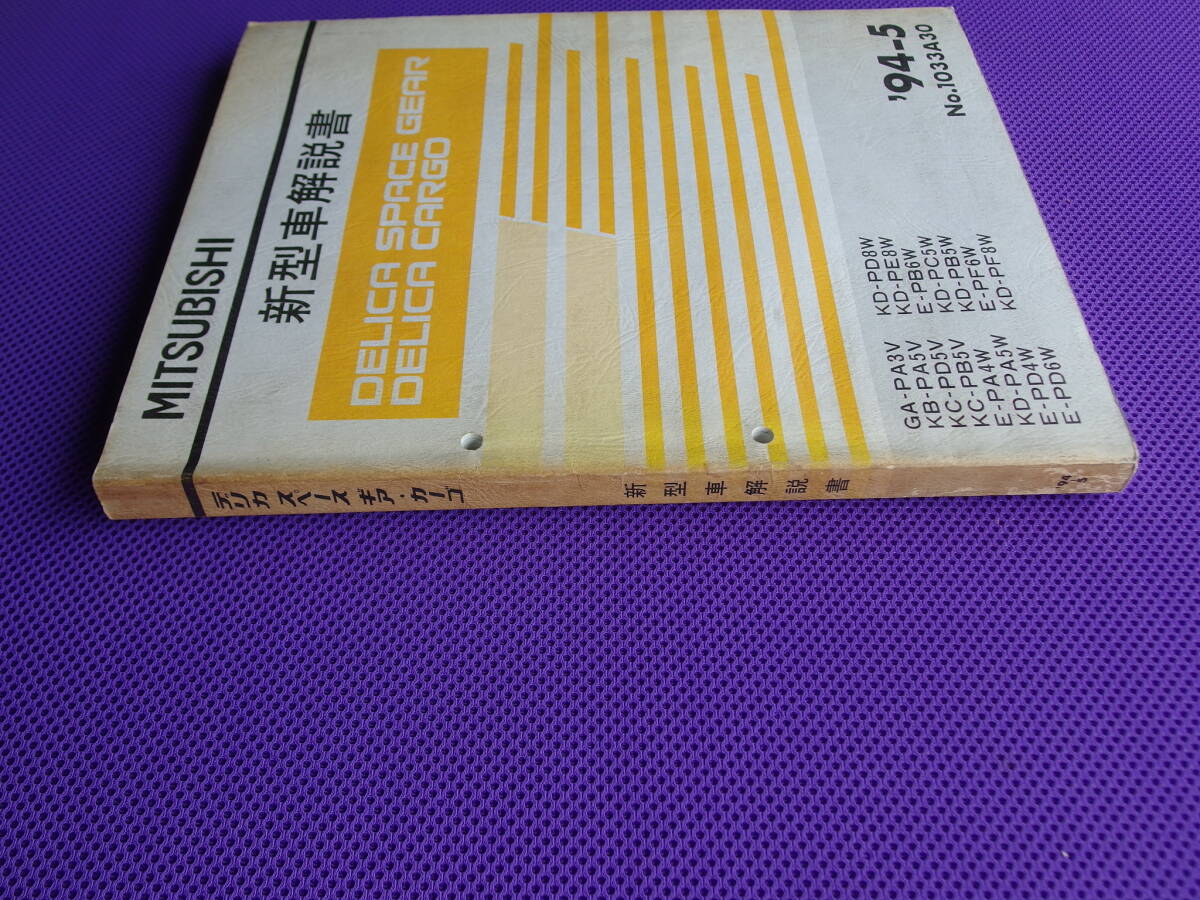 MITSUBISHI
新型車解説書
DELICA SPACE GEAR
DELICA CARGO
'94-5
No.1033A30
GA-PA3V
KB-PA5V
KC-PD5V
KC-PB5V
E-PA4W
KD-PA5W
E-PD4W
E-PD6W
KD-PD8W
KD-PE8W
E-PB6W
KD-PC5W
KD-PB5W
E-PF6W
KD-PF8W
デリカ スペース ギア・カーゴ
新型車解説書
'94-5